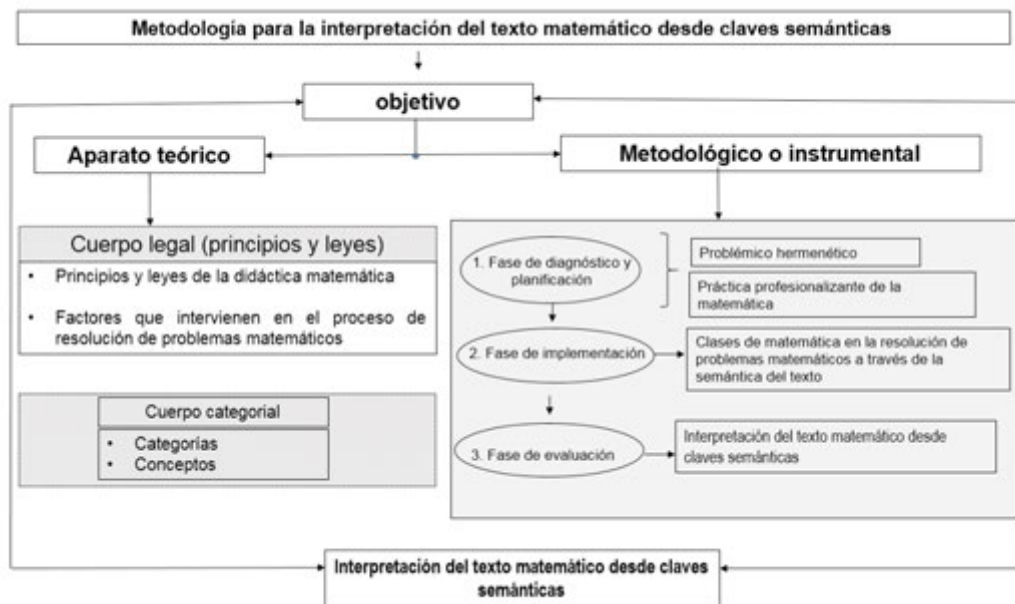 Metodologia para la interpretación del texto matemático desde claves semánticas
objetivo
Aparato teórico
Metodológico o instrumental
Cuerpo legal (principios y leyes)
• Principios y leyes de la didáctica matemática
• Factores que intervienen en el proceso de
resolución de problemas matemáticos
Cuerpo categorial
• Categorías
• Conceptos
1. Fase de diagnóstico y
planificación
Problémico hermenético
Práctica profesionalizante de la
matemática
2. Fase de implementación
Clases de matemática en la resolución de
problemas matemáticos a través de la
semántica del texto
3. Fase de evaluación
Interpretación del texto matemático desde
claves semánticas
Interpretación del texto matemático desde claves
semánticas